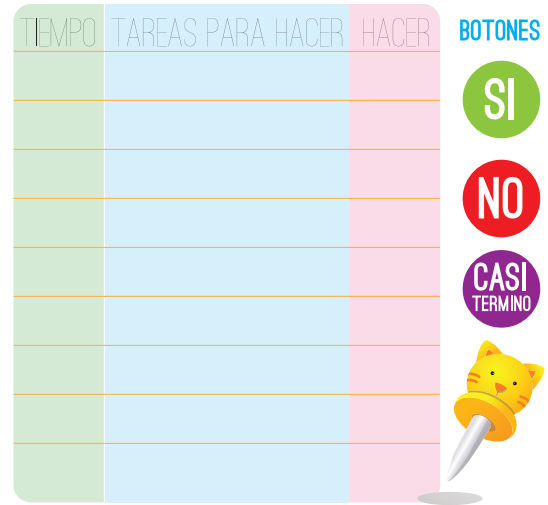 TIEMPO TAREAS PARA HACER HACER
BOTONES
SI
NO
CASI
TERMINO